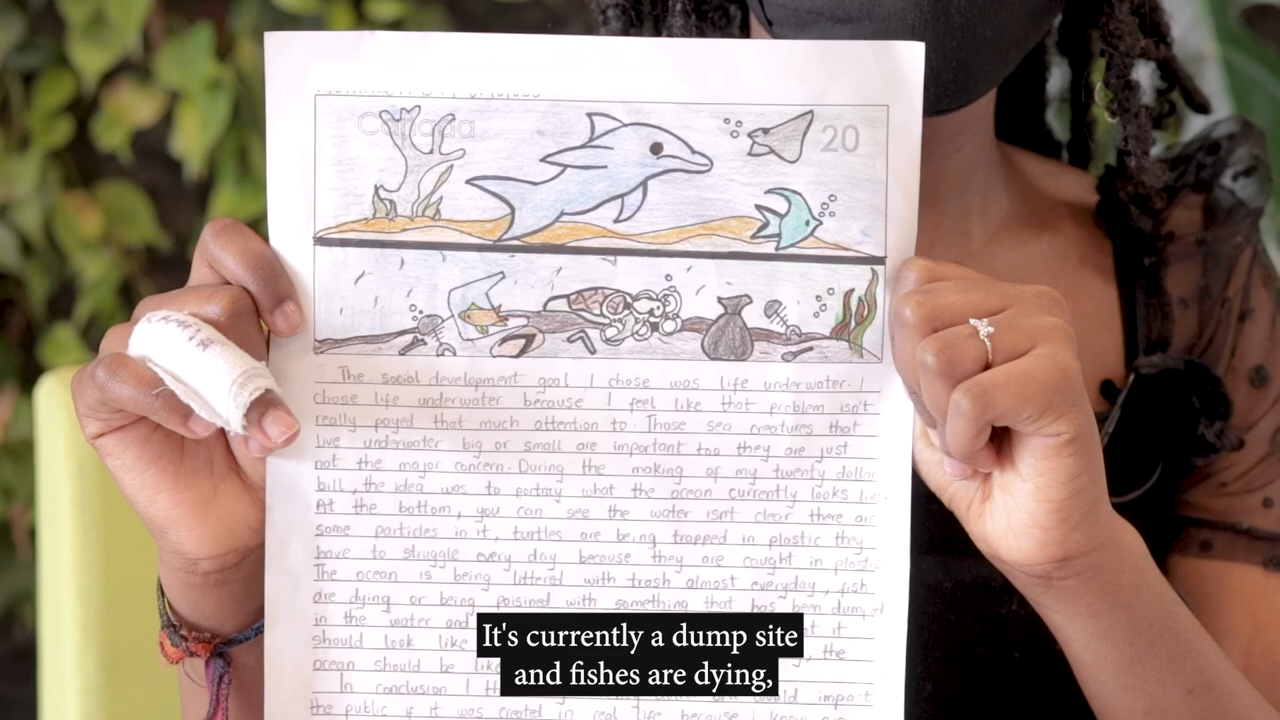 Canada
20
The social development goal I chose was life underwater. I
chose life underwater because I feel like that problem isn't
really payed that much attention to. Those sea creatures that
live underwater big or small are important too they are just
not the major concern. During the making of my twenty dollar
bill, the idea was to portray what the ocean currently looks
At the bottom, you can see the water isn't clear there are
some particles in it, turtles are being trapped in plastic they
have to struggle every day because they are caught in plastic
The ocean is being littered with trash almost everyday, fish
are dying or being poisined with something that has been dumped
in the water and it
should look like the
ocean should be like
In conclusion I would impact
the public if it was created in real life because I know
It's currently a dump site
and fishes are dying,